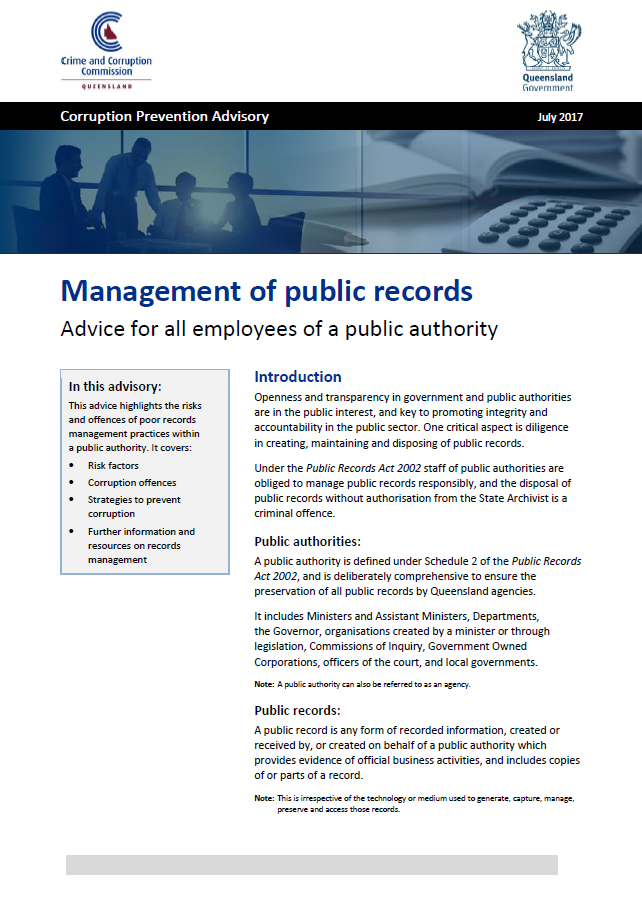 Crime and Corruption
Commission
QUEENSLAND
Queensland
Government
Corruption Prevention Advisory
July 2017
Management of public records
Advice for all employees of a public authority
In this advisory:
This advice highlights the risks
and offences of poor records
management practices within
a public authority. It covers:
• Risk factors
• Corruption offences
• Strategies to prevent
corruption
• Further information and
resources on records
management
Introduction
Openness and transparency in government and public authorities
are in the public interest, and key to promoting integrity and
accountability in the public sector. One critical aspect is diligence
in creating, maintaining and disposing of public records.
Under the Public Records Act 2002 staff of public authorities are
obliged to manage public records responsibly, and the disposal of
public records without authorisation from the State Archivist is a
criminal offence.
Public authorities:
A public authority is defined under Schedule 2 of the Public Records
Act 2002, and is deliberately comprehensive to ensure the
preservation of all public records by Queensland agencies.
It includes Ministers and Assistant Ministers, Departments,
the Governor, organisations created by a minister or through
legislation, Commissions of Inquiry, Government Owned
Corporations, officers of the court, and local governments.
Note: A public authority can also be referred to as an agency.
Public records:
A public record is any form of recorded information, created or
received by, or created on behalf of a public authority which
provides evidence of official business activities, and includes copies
of or parts of a record.
Note: This is irrespective of the technology or medium used to generate, capture, manage,
preserve and access those records.